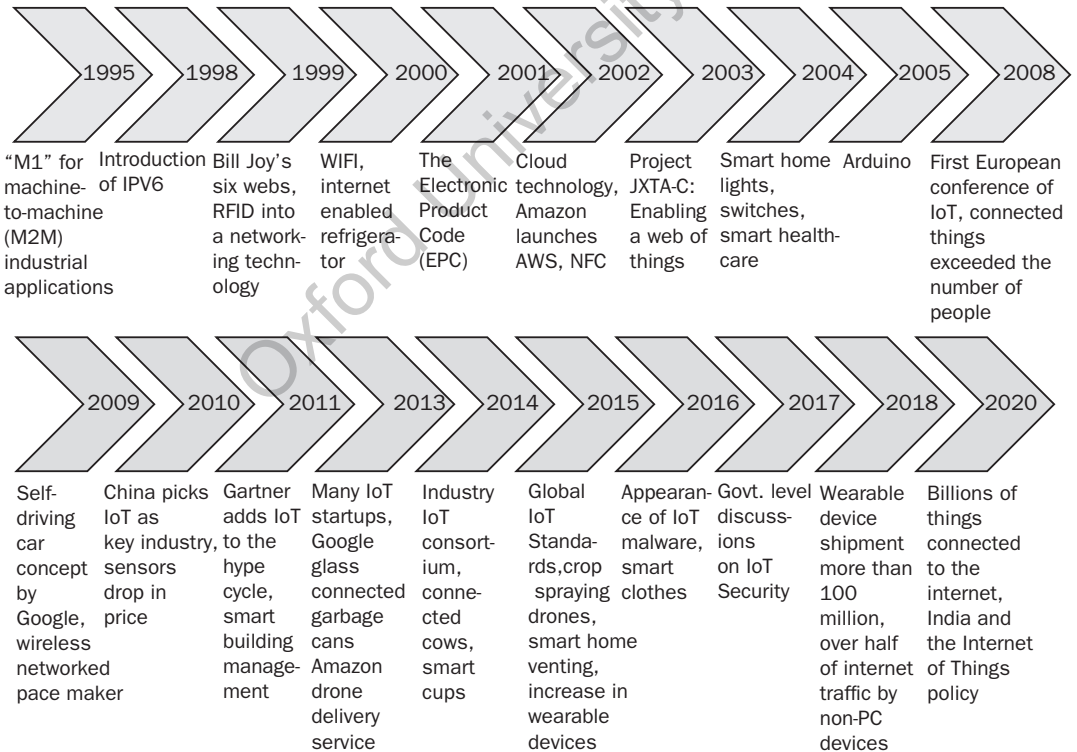 1995
1998
1999
2000
2001
2002
2003
2004
2005
2008
“M1” for
machine-
to-machine
(M2M)
industrial
applications
Introduction
of IPV6
Bill Joy's
six webs,
RFID into
a network-
ing techn-
ology
WIFI,
internet
enabled
refrigera-
tor
The
Electronic
Product
Code
(EPC)
Cloud
technology,
Amazon
launches
AWS, NFC
Project
JXTA-C:
Enabling
a web of
things
Smart home
lights,
switches,
smart health-
care
Arduino
First European
conference of
IoT, connected
things
exceeded the
number of
people
2009
2010
2011
2013
2014
2015
2016
2017
2018
2020
Self-
driving
car
concept
by
Google,
wireless
networked
pace maker
China picks
IoT as
key industry,
sensors
drop in
price
Gartner
adds IoT
to the
hype
cycle,
smart
building
manage-
ment
Many IoT
startups,
Google
glass
connected
garbage
cans
Amazon
drone
delivery
service
Industry
IoT
consort-
ium,
conne-
cted
cows,
smart
cups
Global
IoT
Standa-
rds,crop
spraying
drones,
smart home
venting,
increase in
wearable
devices
Appearan-
ce of IoT
malware,
smart
clothes
Govt. level
discuss-
ions
on IoT
Security
Wearable
device
shipment
more than
100
million,
over half
of internet
traffic by
non-PC
devices
Billions of
things
connected
to the
internet,
India and
the Internet
of Things
policy
Oxford University